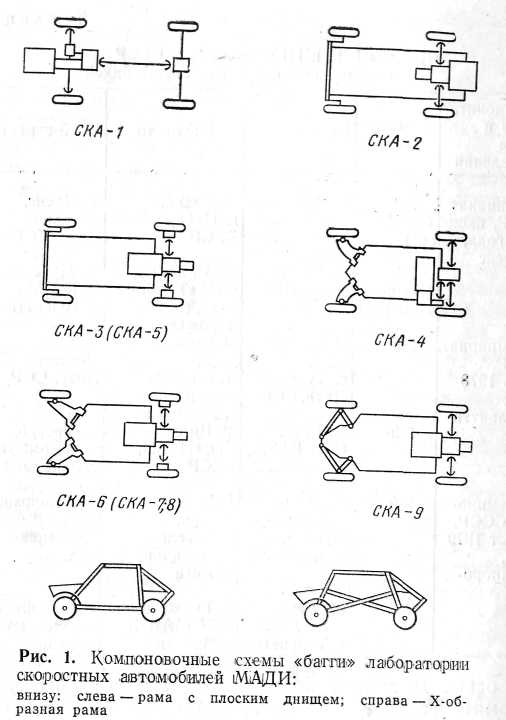 СКА-1
СКА-2
СКА-3 (СКА-5)
СКА-4
СКА-6 (СКА-7;8)
СКА-9
Рис. 1. Компоновочные схемы «багги» лаборатории
скоростных автомобилей МАДИ:
внизу: слева — рама с плоским днищем; справа — X-об-
разная рама